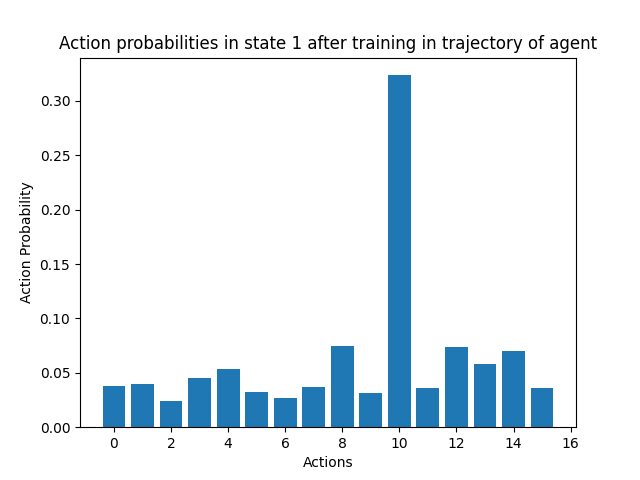 Action probabilities in state 1 after training in trajectory of agent
0.30
0.25
0.20
0.15
0.10
0.05
0.00
Action Probability
0 2 4 6 8 10 12 14 16
Actions